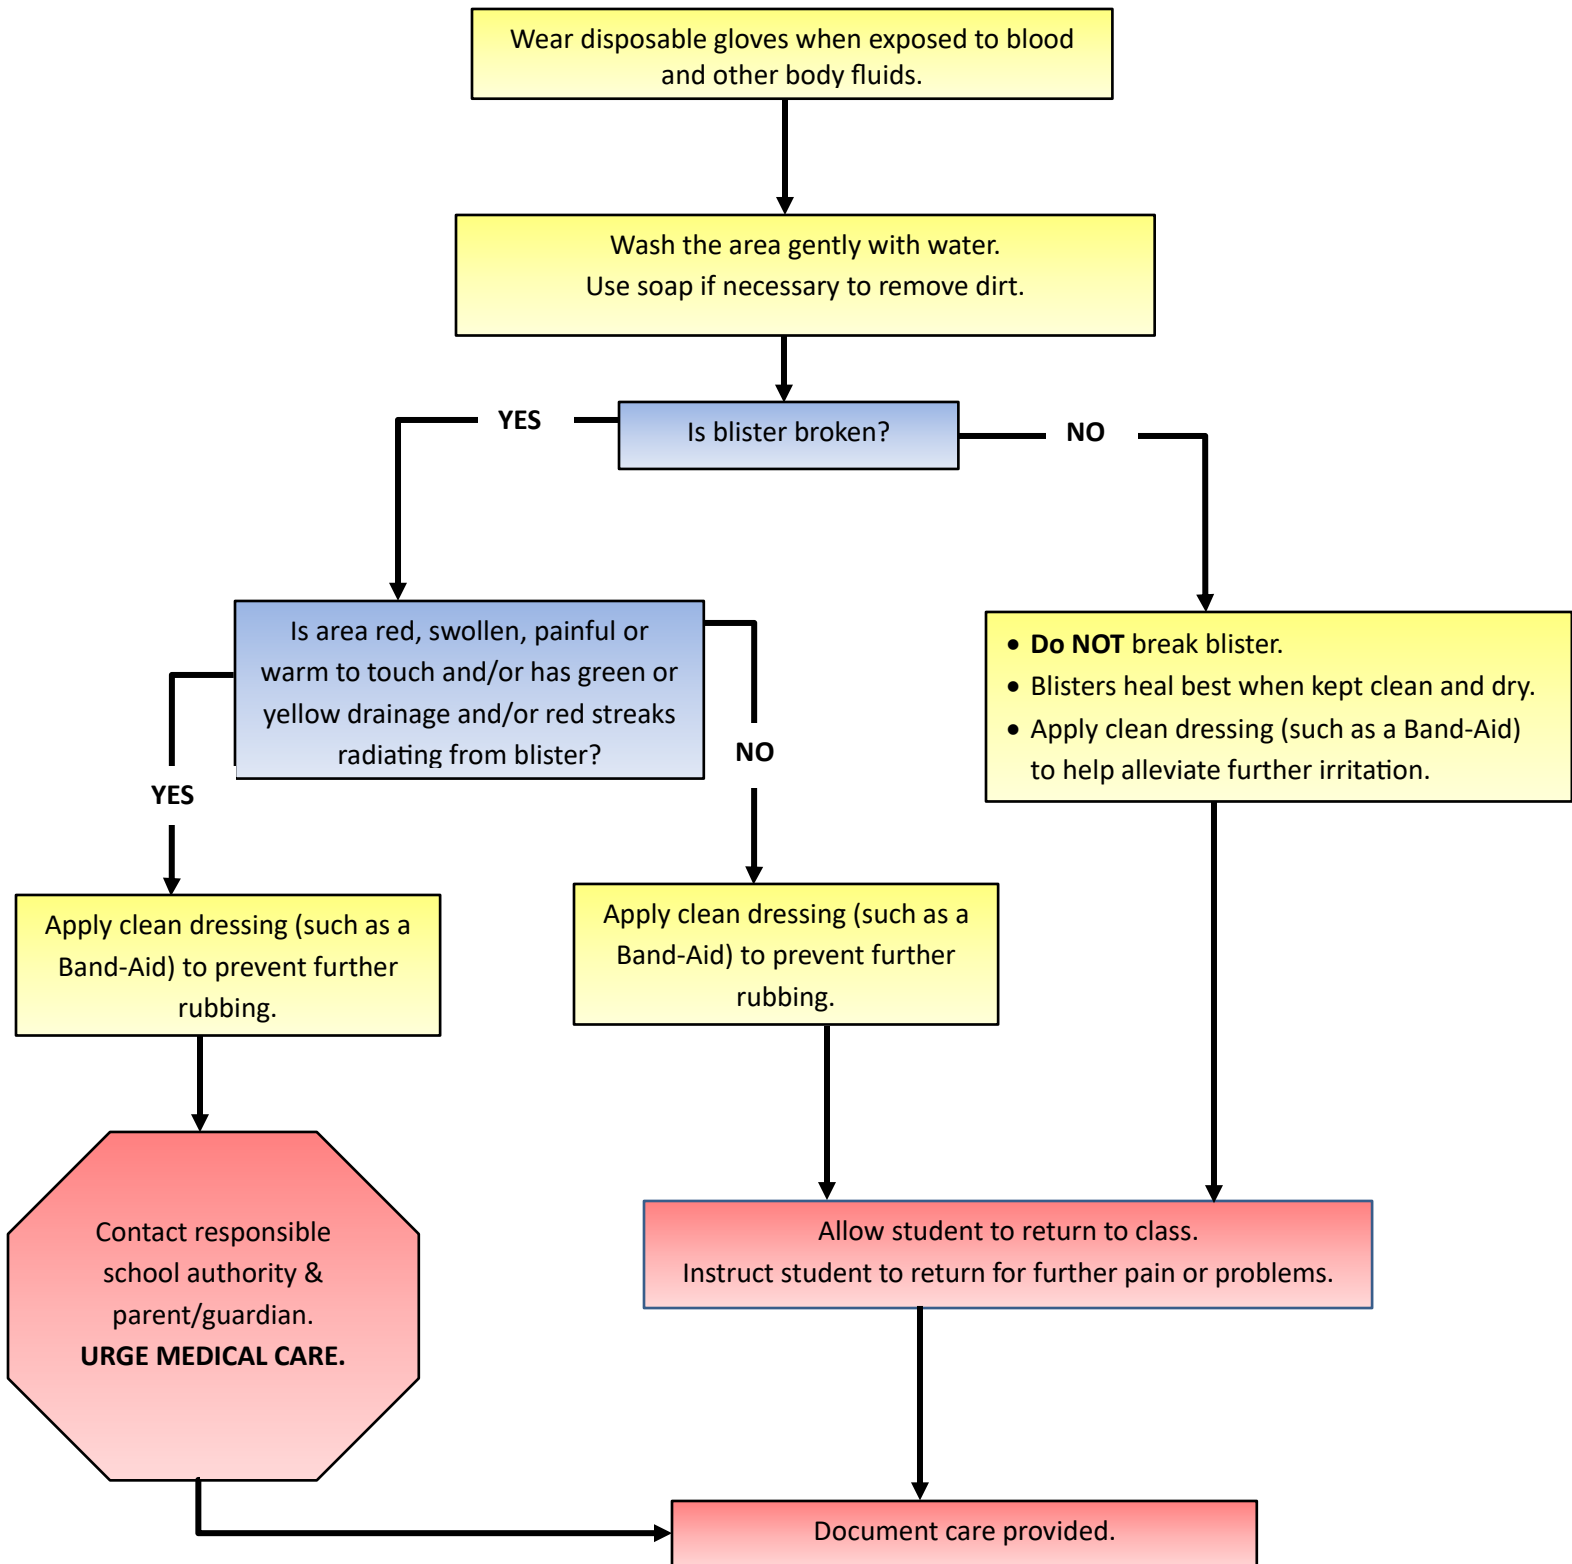 Wear disposable gloves when exposed to blood
and other body fluids.
Wash the area gently with water.
Use soap if necessary to remove dirt.
YES
Is blister broken?
NO
Is area red, swollen, painful or
warm to touch and/or has green or
yellow drainage and/or red streaks
radiating from blister?
• Do NOT break blister.
• Blisters heal best when kept clean and dry.
• Apply clean dressing (such as a Band-Aid)
to help alleviate further irritation.
YES
NO
Apply clean dressing (such as a
Band-Aid) to prevent further
rubbing.
Apply clean dressing (such as a
Band-Aid) to prevent further
rubbing.
Contact responsible
school authority &
parent/guardian.
URGE MEDICAL CARE.
Allow student to return to class.
Instruct student to return for further pain or problems.
Document care provided.